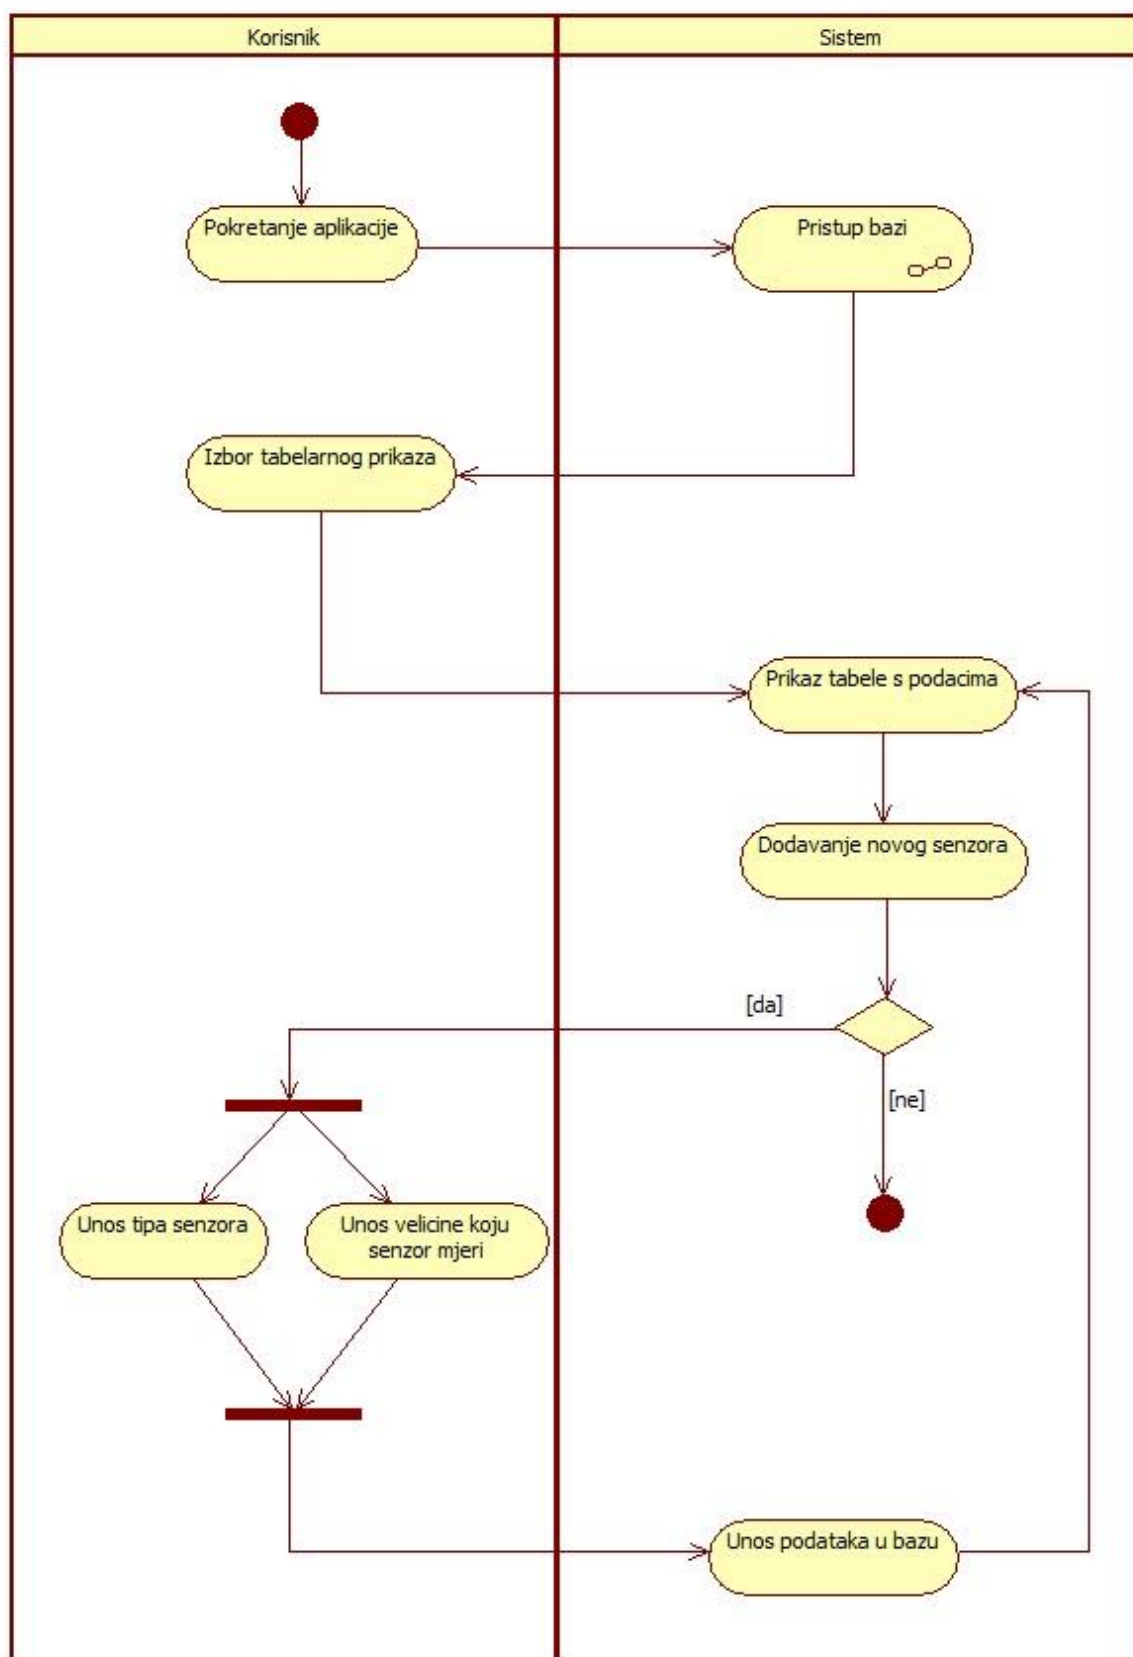 Korisnik
Sistem
Pokretanje aplikacije
Pristup bazi
Izbor tabelarnog prikaza
Prikaz tabele s podacima
Dodavanje novog senzora
[da]
[ne]
Unos tipa senzora
Unos velicine koju
senzor mjeri
Unos podataka u bazu